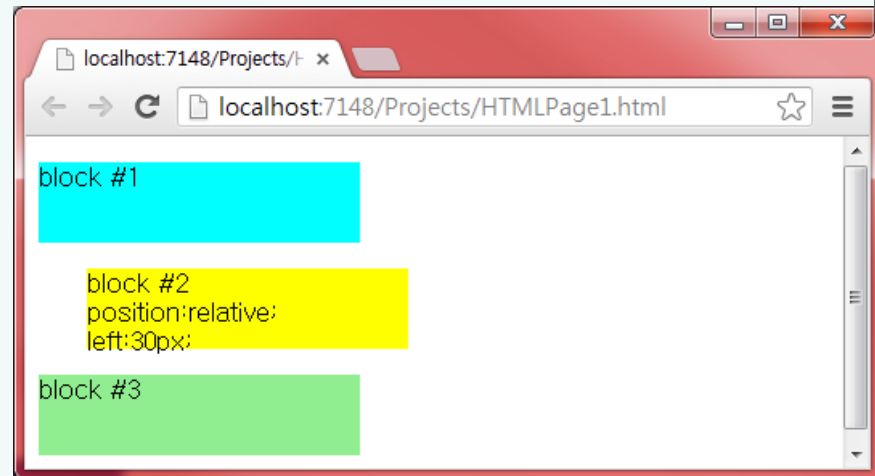 localhost:7148/Projects/H
localhost:7148/Projects/HTMLPage1.html
block #1
block #2
position:relative;
left:30px;
block #3